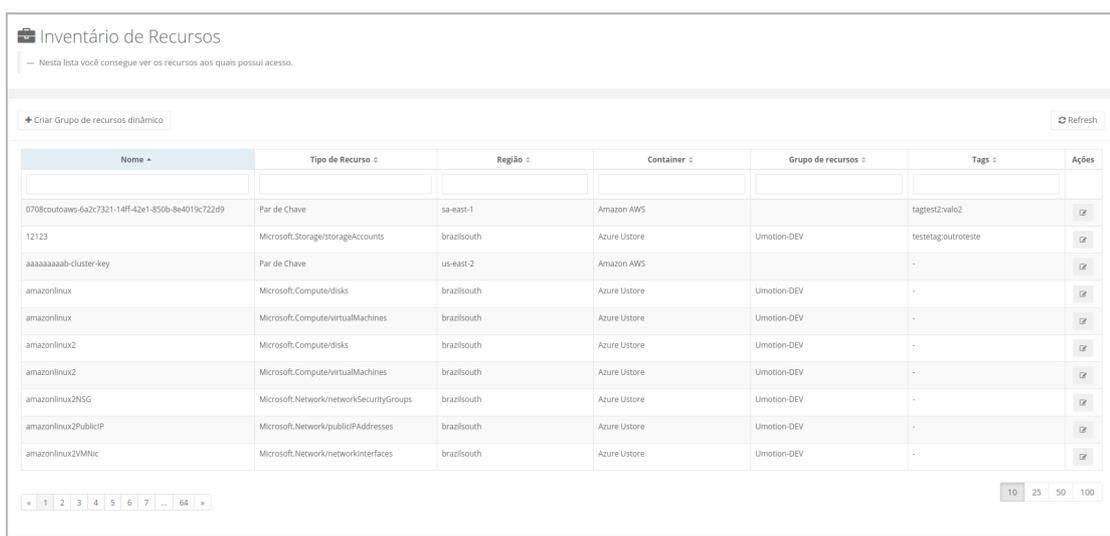 Inventário de Recursos
— Nesta lista você consegue ver os recursos aos quais possui acesso.
+ Criar Grupo de recursos dinâmico Refresh
Nome Tipo de Recurso Região Container Grupo de recursos Tags Ações
0708coutoaws-6a2c7321-14ff-42e1-850b-8e4019c722d9 Par de Chave sa-east-1 Amazon AWS tagtest2:valo2
12123 Microsoft.Storage/storageAccounts brazilsouth Azure Ustore Umotion-DEV testetag:outroteste
aaaaaaaaab-cluster-key Par de Chave us-east-2 Amazon AWS -
amazonlinux Microsoft.Compute/disks brazilsouth Azure Ustore Umotion-DEV -
amazonlinux Microsoft.Compute/virtualMachines brazilsouth Azure Ustore Umotion-DEV -
amazonlinux2 Microsoft.Compute/disks brazilsouth Azure Ustore Umotion-DEV -
amazonlinux2 Microsoft.Compute/virtualMachines brazilsouth Azure Ustore Umotion-DEV -
amazonlinux2NSG Microsoft.Network/networkSecurityGroups brazilsouth Azure Ustore Umotion-DEV -
amazonlinux2PublicIP Microsoft.Network/publicIPAddresses brazilsouth Azure Ustore Umotion-DEV -
amazonlinux2VMNic Microsoft.Network/networkInterfaces brazilsouth Azure Ustore Umotion-DEV -
« 1 2 3 4 5 6 7 ... 64 » 10 25 50 100